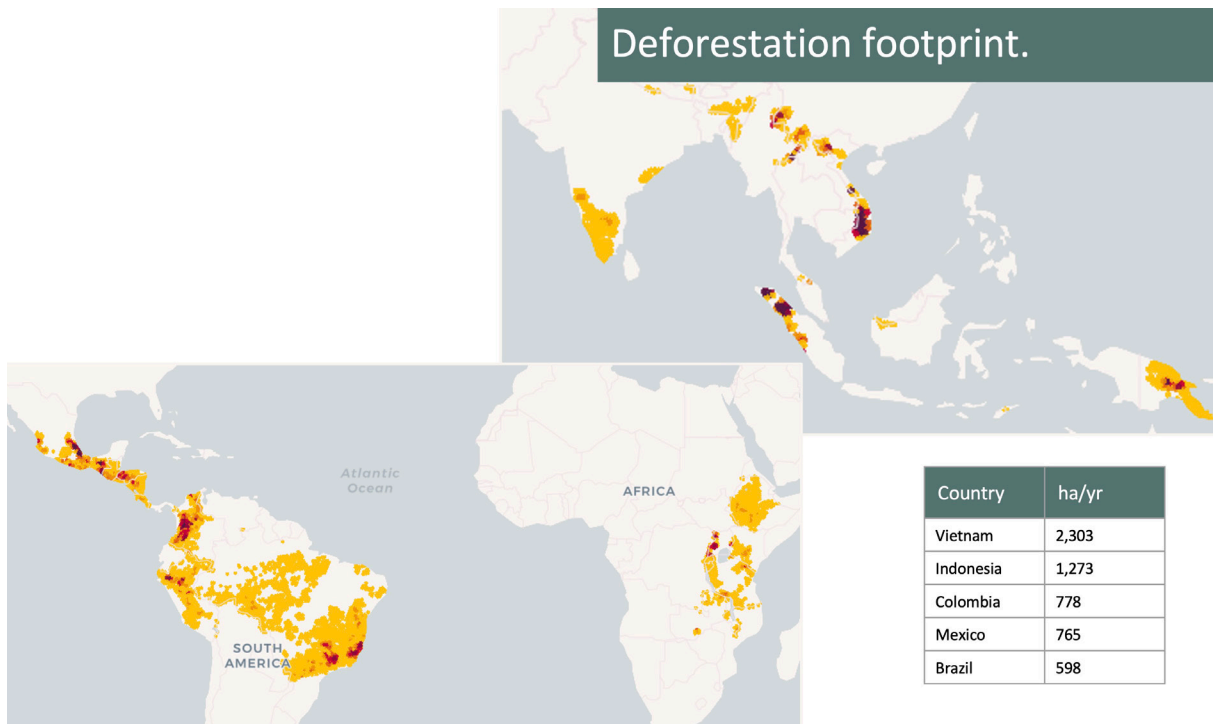 Deforestation footprint.
Atlantic
Ocean
AFRICA
SOUTH
AMERICA
Country ha/yr
Vietnam 2,303
Indonesia 1,273
Colombia 778
Mexico 765
Brazil 598